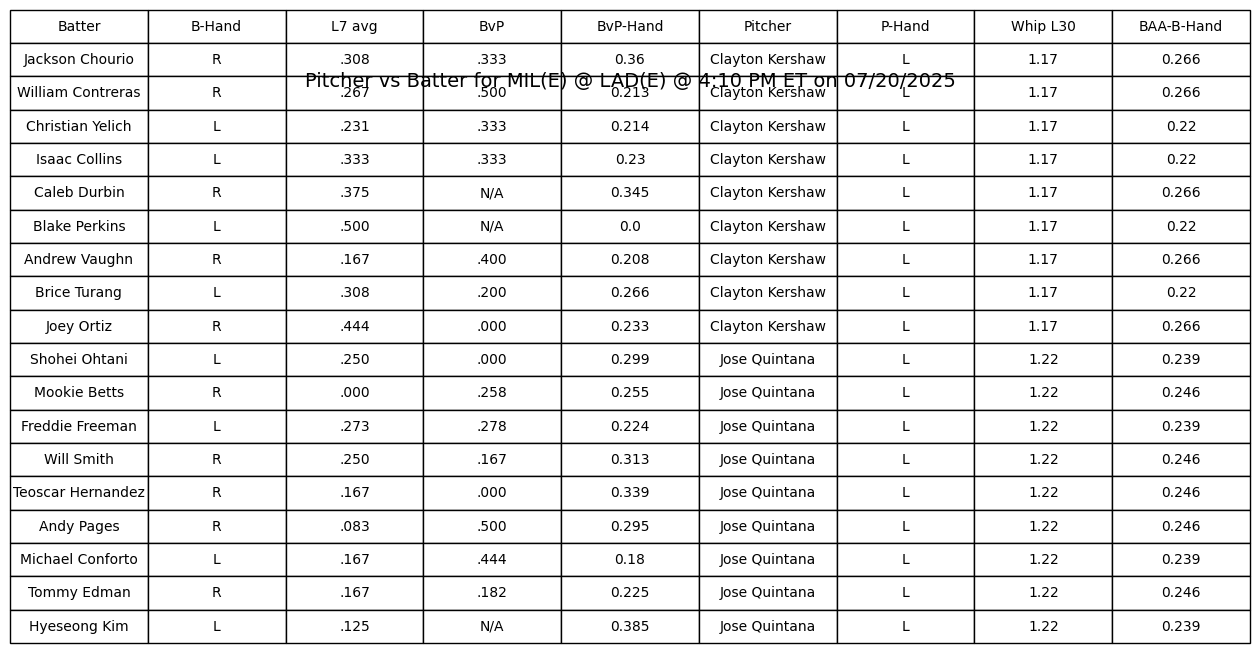 Batter B-Hand L7 avg BvP BvP-Hand Pitcher P-Hand Whip L30 BAA-B-Hand
Jackson Chourio R .308 .333 0.36 Clayton Kershaw L 1.17 0.266
Pitcher vs Batter for MIL(E) @ LAD(E) @ 4:10 PM ET on 07/20/2025
William Contreras R .267 .500 0.213 Clayton Kershaw L 1.17 0.266
Christian Yelich L .231 .333 0.214 Clayton Kershaw L 1.17 0.22
Isaac Collins L .333 .333 0.23 Clayton Kershaw L 1.17 0.22
Caleb Durbin R .375 N/A 0.345 Clayton Kershaw L 1.17 0.266
Blake Perkins L .500 N/A 0.0 Clayton Kershaw L 1.17 0.22
Andrew Vaughn R .167 .400 0.208 Clayton Kershaw L 1.17 0.266
Brice Turang L .308 .200 0.266 Clayton Kershaw L 1.17 0.22
Joey Ortiz R .444 .000 0.233 Clayton Kershaw L 1.17 0.266
Shohei Ohtani L .250 .000 0.299 Jose Quintana L 1.22 0.239
Mookie Betts R .000 .258 0.255 Jose Quintana L 1.22 0.246
Freddie Freeman L .273 .278 0.224 Jose Quintana L 1.22 0.239
Will Smith R .250 .167 0.313 Jose Quintana L 1.22 0.246
Teoscar Hernandez R .167 .000 0.339 Jose Quintana L 1.22 0.246
Andy Pages R .083 .500 0.295 Jose Quintana L 1.22 0.246
Michael Conforto L .167 .444 0.18 Jose Quintana L 1.22 0.239
Tommy Edman R .167 .182 0.225 Jose Quintana L 1.22 0.246
Hyeseong Kim L .125 N/A 0.385 Jose Quintana L 1.22 0.239